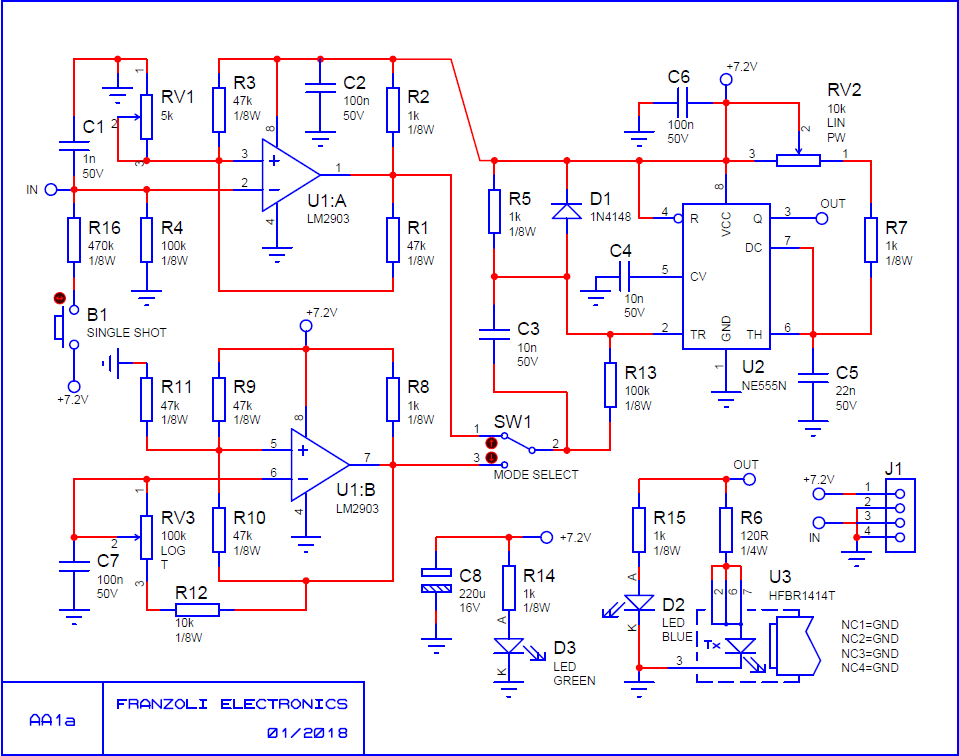 C1
1n
50V
1
2
3
RV1
5k
R3
47k
1/8W
C2
100n
50V
R2
1k
1/8W
8
3
2
1
4
U1:A
LM2903
IN
R16
470k
1/8W
R4
100k
1/8W
R1
47k
1/8W
B1
SINGLE SHOT
+7.2V
+7.2V
R11
47k
1/8W
R9
47k
1/8W
R8
1k
1/8W
8
5
6
7
4
U1:B
LM2903
1
2
3
RV3
100k
LOG
T
R10
47k
1/8W
C7
100n
50V
R12
10k
1/8W
SW1
1
2
3
MODE SELECT
C6
100n
50V
+7.2V
RV2
10k
LIN
PW
2
3
1
R5
1k
1/8W
D1
1N4148
C4
10n
50V
C3
10n
50V
8
4
R
VCC
Q
3
OUT
DC
7
5
CV
GND
2
TR
TH
6
1
U2
NE555N
R7
1k
1/8W
R13
100k
1/8W
C5
22n
50V
+7.2V
C8
220u
16V
R14
1k
1/8W
A
K
D3
LED
GREEN
OUT
R15
1k
1/8W
R6
120R
1/4W
A
K
D2
LED
BLUE
2
6
7
U3
HFBR1414T
Tx
3
NC1=GND
NC2=GND
NC3=GND
NC4=GND
+7.2V
IN
J1
1
2
3
4
AA1a
FRANZOLI ELECTRONICS
01/2018